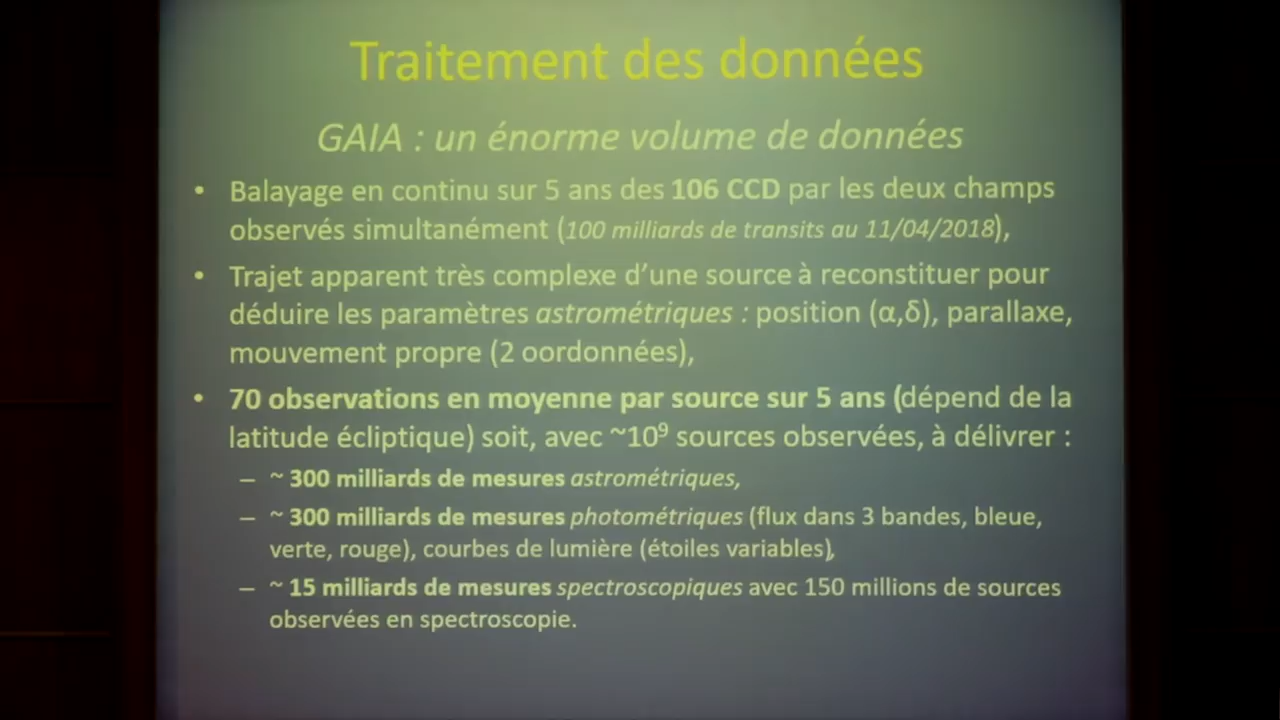 Traitement des données
GAIA : un énorme volume de données
• Balayage en continu sur 5 ans des 106 CCD par les deux champs
observés simultanément (100 milliards de transits au 11/04/2018),
• Trajet apparent très complexe d’une source à reconstituer pour
déduire les paramètres astrométriques : position (α,δ), parallaxe,
mouvement propre (2 oordonnées),
• 70 observations en moyenne par source sur 5 ans (dépend de la
latitude écliptique) soit, avec ~10⁹ sources observées, à délivrer :
– ~ 300 milliards de mesures astrométriques,
– ~ 300 milliards de mesures photométriques (flux dans 3 bandes, bleue,
verte, rouge), courbes de lumière (étoiles variables),
– ~ 15 milliards de mesures spectroscopiques avec 150 millions de sources
observées en spectroscopie.